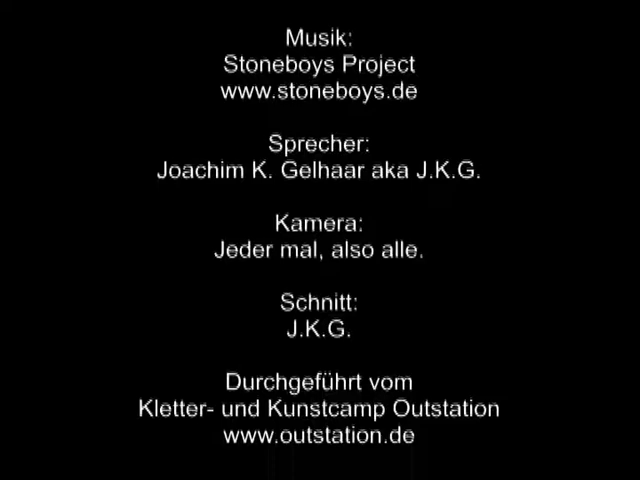 Musik:
Stoneboys Project
www.stoneboys.de
Sprecher:
Joachim K. Gelhaar aka J.K.G.
Kamera:
Jeder mal, also alle.
Schnitt:
J.K.G.
Durchgeführt vom
Kletter- und Kunstcamp Outstation
www.outstation.de